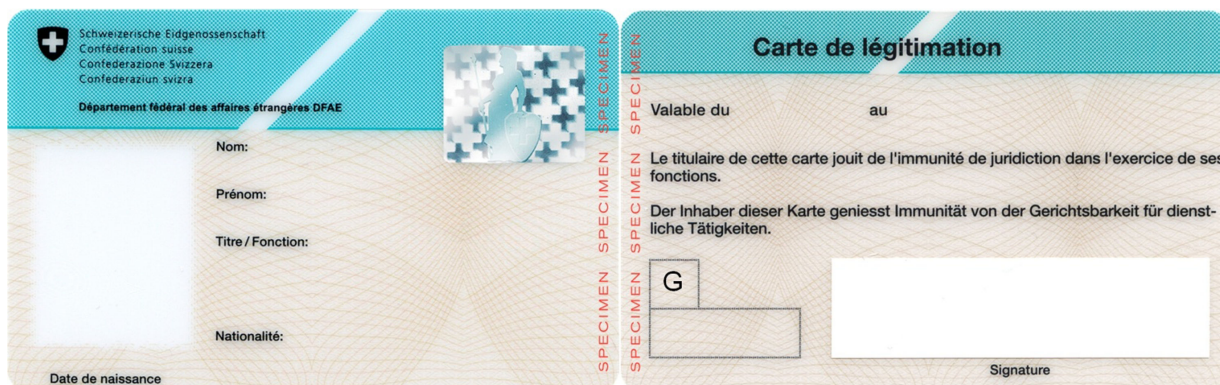 Schweizerische Eidgenossenschaft
Confédération suisse
Confederazione Svizzera
Confederaziun svizra
Département fédéral des affaires étrangères DFAE
Nom:
Prénom:
Titre / Fonction:
Nationalité:
Date de naissance
SPECIMEN SPECIMEN SPECIMEN
SPECIMEN SPECIMEN SPECIMEN
Carte de légitimation
Valable du au
Le titulaire de cette carte jouit de l'immunité de juridiction dans l'exercice de ses
fonctions.
Der Inhaber dieser Karte geniesst Immunität von der Gerichtsbarkeit für dienst-
liche Tätigkeiten.
G
Signature